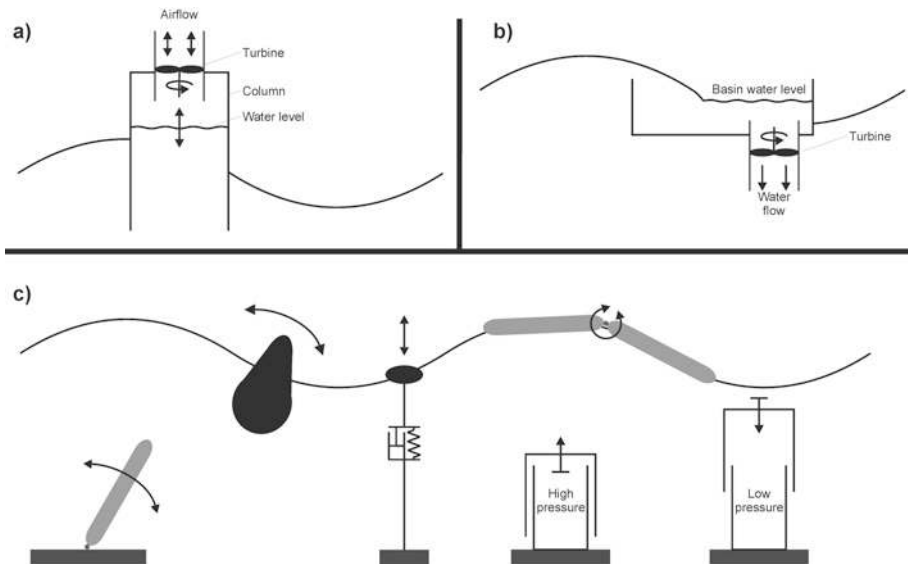 a)
Airflow
Turbine
Column
Water level
b)
Basin water level
Turbine
Water
flow
c)
High
pressure
Low
pressure